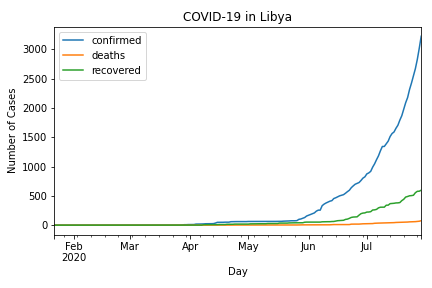 COVID-19 in Libya
confirmed
deaths
recovered
Number of Cases
3000
2500
2000
1500
1000
500
0
Feb Mar Apr May Jun Jul
2020
Day